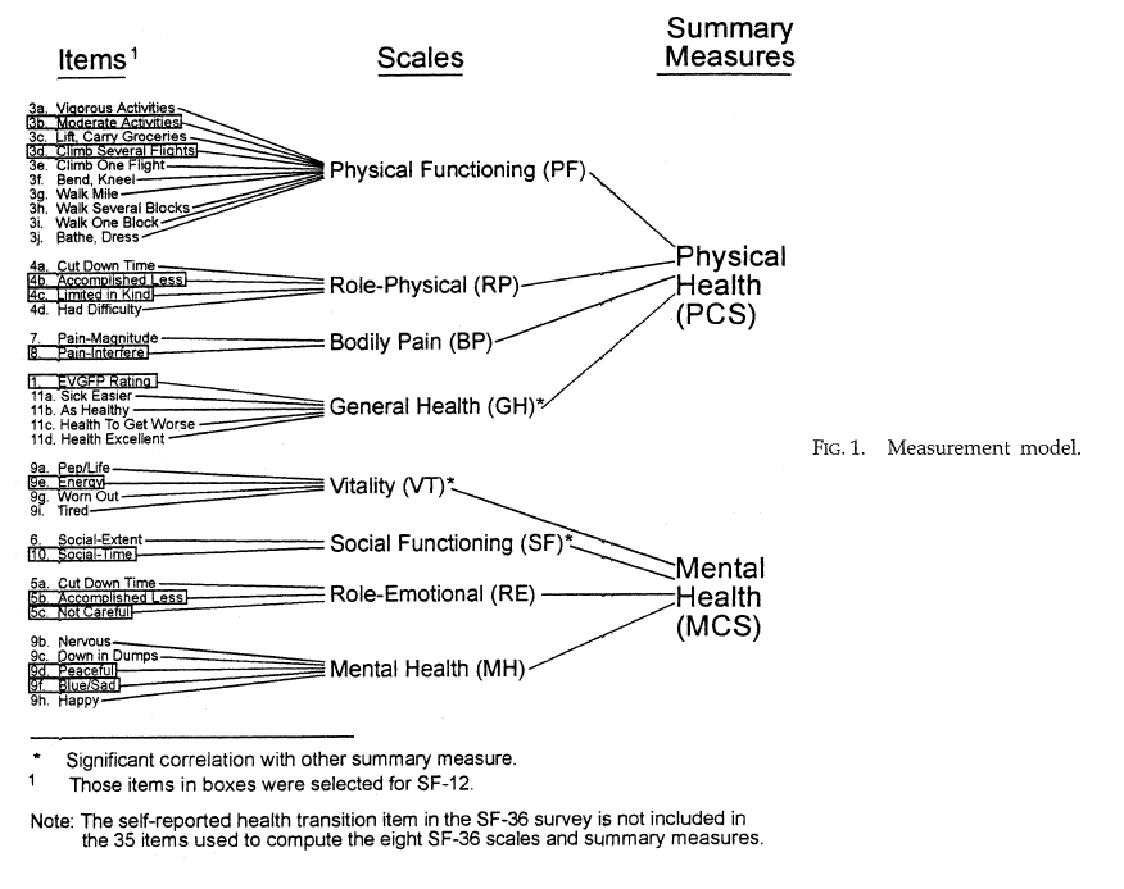 Items ¹
Scales
Summary
Measures
3a. Vigorous Activities
3b. Moderate Activities
3c. Lift, Carry Groceries
3d. Climb Several Flights
3e. Climb One Flight
3f. Bend, Kneel
3g. Walk Mile
3h. Walk Several Blocks
3i. Walk One Block
3j. Bathe, Dress
Physical Functioning (PF)
4a. Cut Down Time
4b. Accomplished Less
4c. Limited in Kind
4d. Had Difficulty
Role-Physical (RP)
7. Pain-Magnitude
8. Pain-Interfere
Bodily Pain (BP)
1. EVGFP Rating
11a. Sick Easier
11b. As Healthy
11c. Health To Get Worse
11d. Health Excellent
General Health (GH)*
Physical
Health
(PCS)
9a. Pep/Life
9e. Energy
9g. Worn Out
9i. Tired
Vitality (VT)*
6. Social-Extent
10. Social-Time
Social Functioning (SF)*
5a. Cut Down Time
5b. Accomplished Less
5c. Not Careful
Role-Emotional (RE)
9b. Nervous
9c. Down in Dumps
9d. Peaceful
9f. Blue/Sad
9h. Happy
Mental Health (MH)
Mental
Health
(MCS)
FIG. 1. Measurement model.
* Significant correlation with other summary measure.
¹ Those items in boxes were selected for SF-12.
Note: The self-reported health transition item in the SF-36 survey is not included in
the 35 items used to compute the eight SF-36 scales and summary measures.